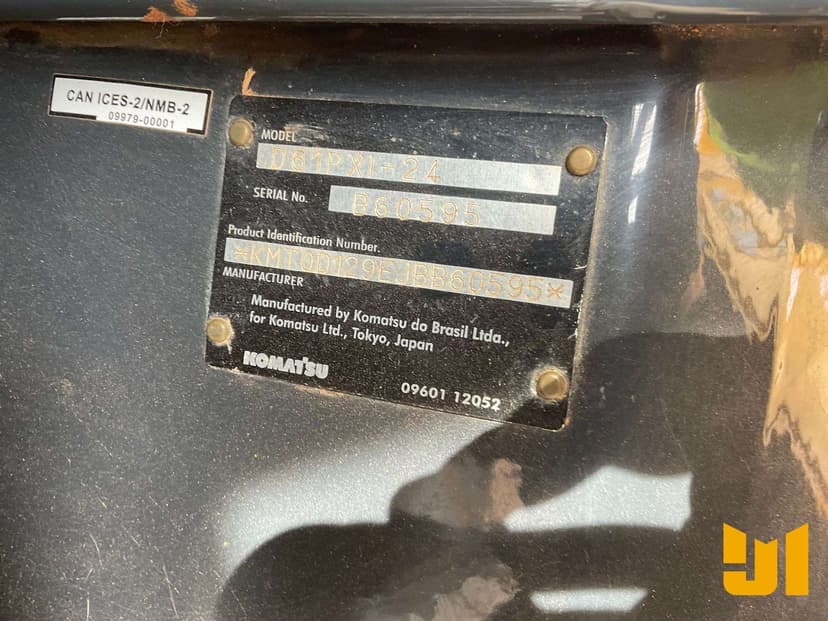 CAN ICES-2/NMB-2
09979-00001
MODEL
D61PXI-24
SERIAL No.
B60595
Product Identification Number.
*KMT0D129EJBB60595*
MANUFACTURER
Manufactured by Komatsu do Brasil Ltda.,
for Komatsu Ltd., Tokyo, Japan
KOMATSU
09601 12052